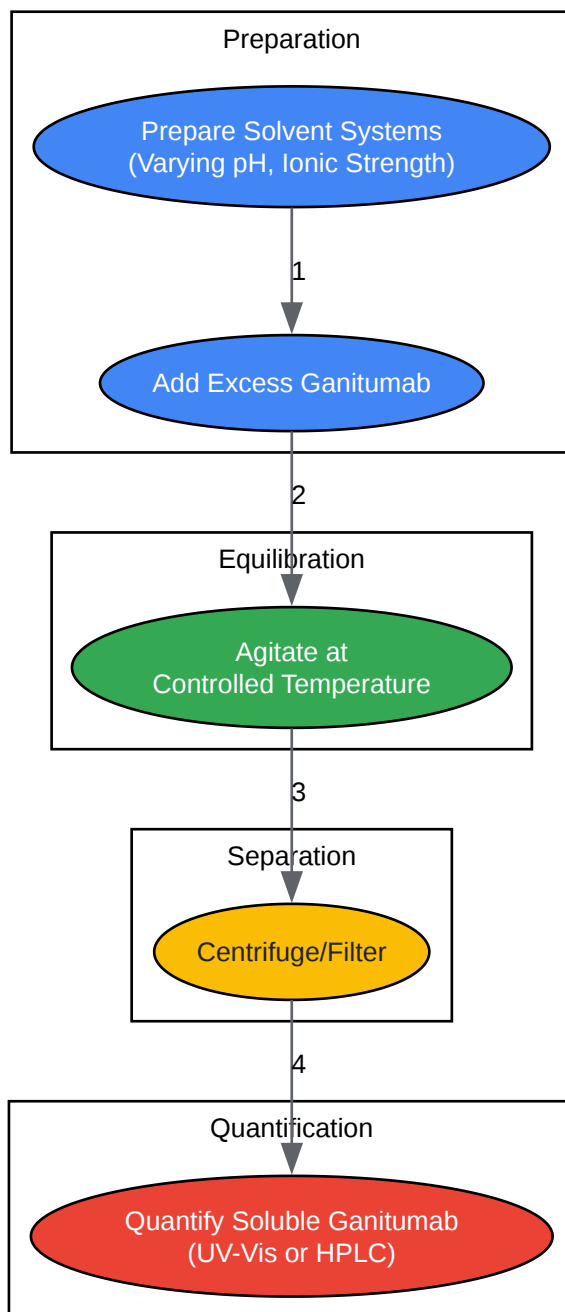 Preparation
Prepare Solvent Systems
(Varying pH, Ionic Strength)
1
Add Excess Ganitumab
2
Equilibration
Agitate at
Controlled Temperature
3
Separation
Centrifuge/Filter
4
Quantification
Quantify Soluble Ganitumab
(UV-Vis or HPLC)